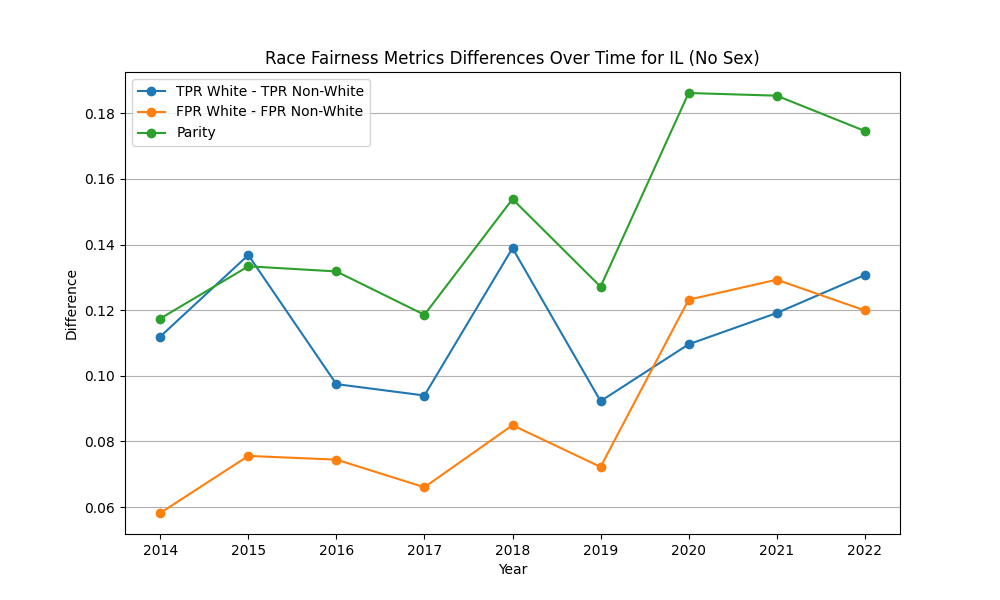 Race Fairness Metrics Differences Over Time for IL (No Sex)
TPR White - TPR Non-White
FPR White - FPR Non-White
Parity
Difference
0.18
0.16
0.14
0.12
0.10
0.08
0.06
2014 2015 2016 2017 2018 2019 2020 2021 2022
Year